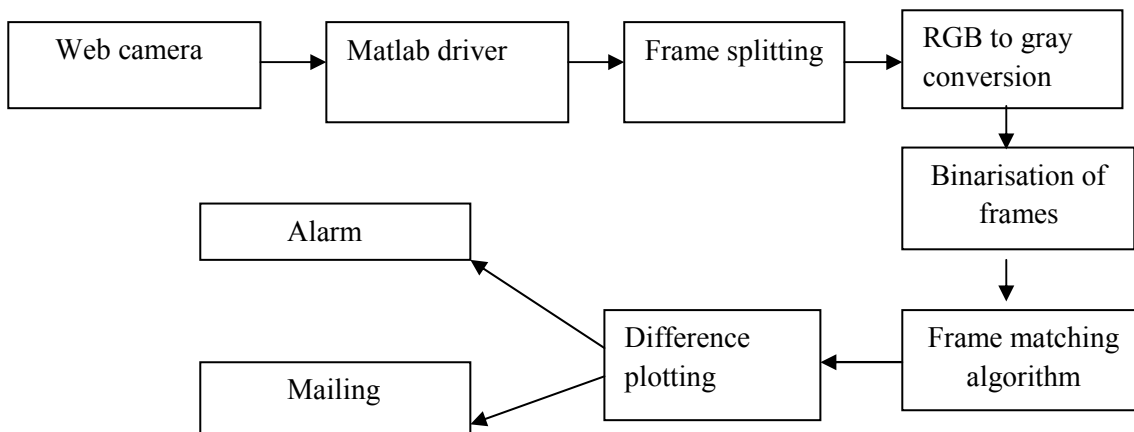 Web camera
Matlab driver
Frame splitting
RGB to gray
conversion
Binarisation of
frames
Frame matching
algorithm
Difference
plotting
Alarm
Mailing